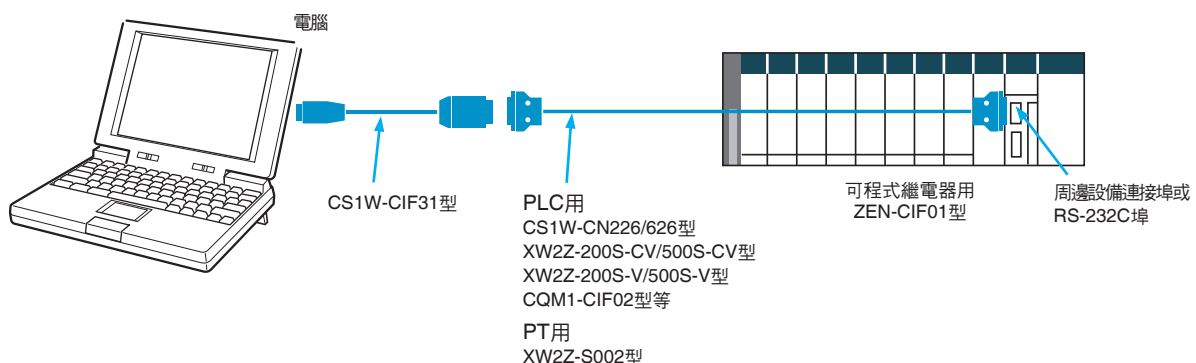 電腦
CS1W-CIF31型
PLC用
CS1W-CN226/626型
XW2Z-200S-CV/500S-CV型
XW2Z-200S-V/500S-V型
CQM1-CIF02型等
PT用
XW2Z-S002型
可程式繼電器用
ZEN-CIF01型
周邊設備連接埠或
RS-232C埠